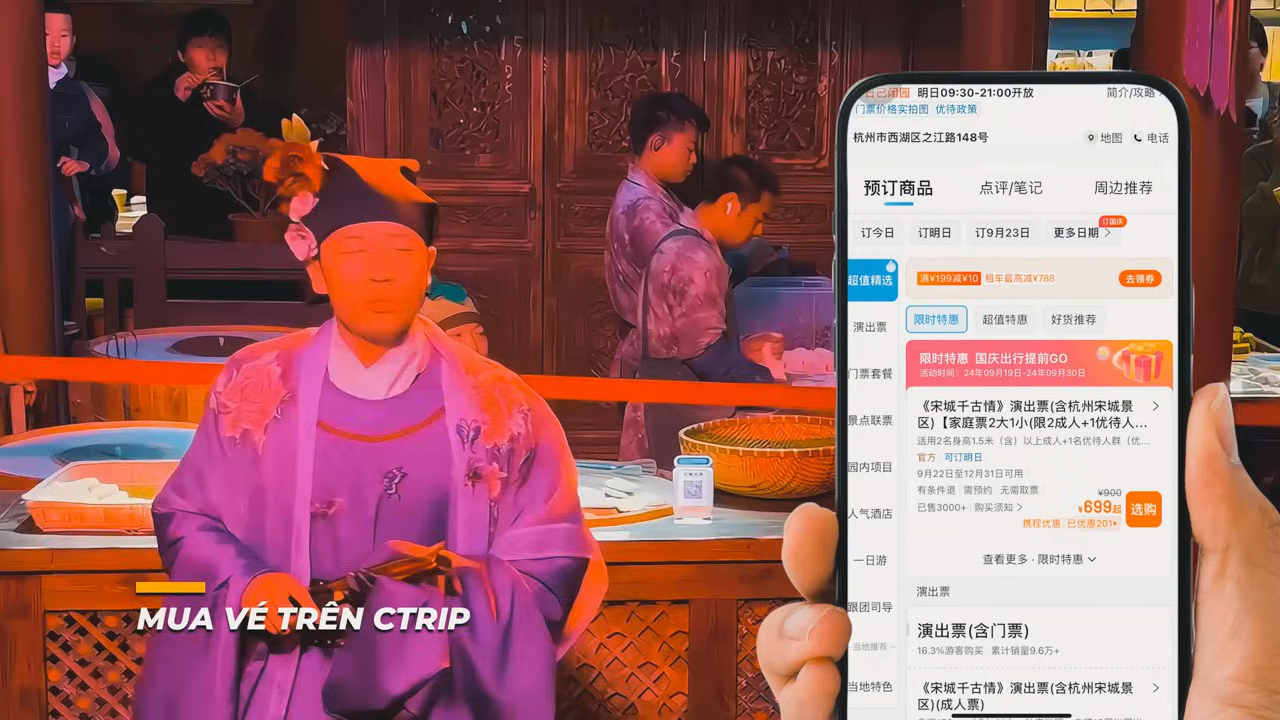 MUA VÉ TRÊN CTRIP
已闭园 明日09:30-21:00开放
简介/攻略
门票价格实拍图 优待政策
杭州市西湖区之江路148号
地图 电话
预订商品 点评/笔记 周边推荐
订今日 订明日 订9月23日 更多日期
订国庆
超值精选
满¥199减¥10 租车最高减¥788 去领券
演出票
限时特惠 超值特惠 好货推荐
限时特惠 国庆出行提前GO
活动时间：24年09月19日-24年09月30日
门票套餐
《宋城千古情》演出票(含杭州宋城景
区)【家庭票2大1小(限2成人+1优待人...
景点联票
适用2名身高1.5米（含）以上成人+1名优待人群（优...
官方 可订明日
园内项目
9月22日至12月31日可用
有条件退 需预约 无需取票
¥900
已售3000+ 购买须知
¥699起
选购
携程优惠 已优惠201
人气酒店
一日游
查看更多·限时特惠
演出票
跟团司导
演出票(含门票)
当地推荐
16.3%游客购买 累计销量9.6万+
当地特色
《宋城千古情》演出票(含杭州宋城景
区)(成人票)